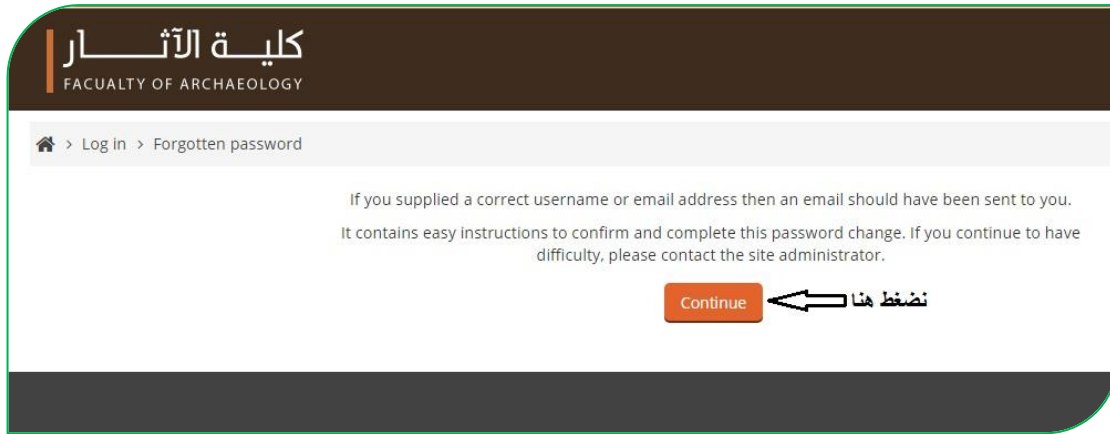 كليـــة الآثـــــــار
FACUALTY OF ARCHAEOLOGY
> Log in > Forgotten password
If you supplied a correct username or email address then an email should have been sent to you.
It contains easy instructions to confirm and complete this password change. If you continue to have
difficulty, please contact the site administrator.
Continue نضغط هنا